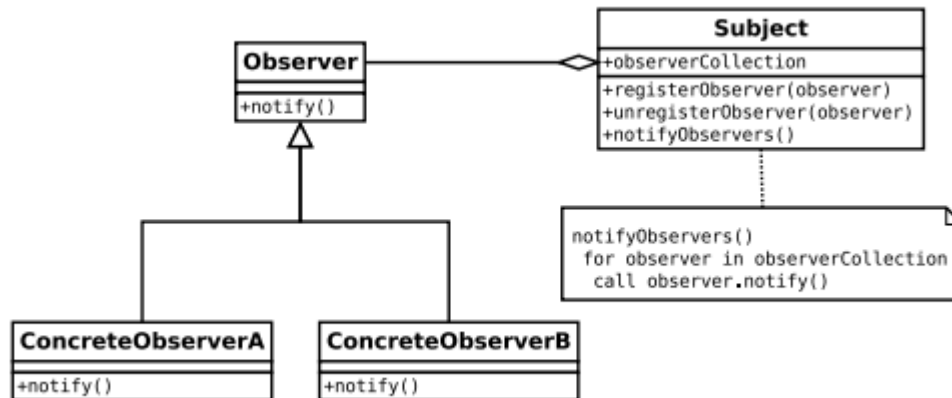 Observer
+notify()
Subject
+observerCollection
+registerObserver(observer)
+unregisterObserver(observer)
+notifyObservers()
notifyObservers()
for observer in observerCollection
call observer.notify()
ConcreteObserverA
+notify()
ConcreteObserverB
+notify()